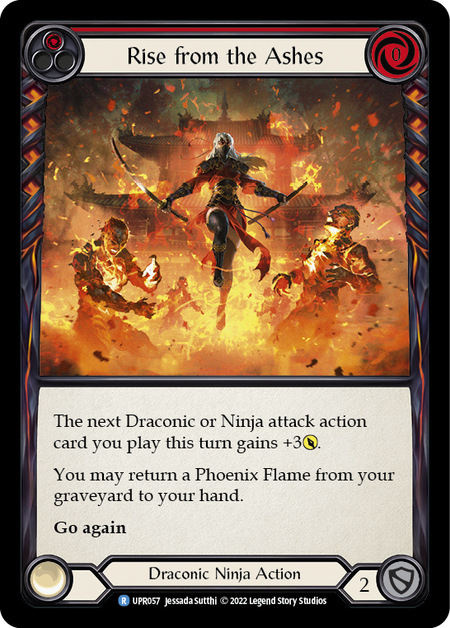 Rise from the Ashes
0
The next Draconic or Ninja attack action
card you play this turn gains +3.
You may return a Phoenix Flame from your
graveyard to your hand.
Go again
Draconic Ninja Action
2
R UPR057 Jessada Sutthi © 2022 Legend Story Studios